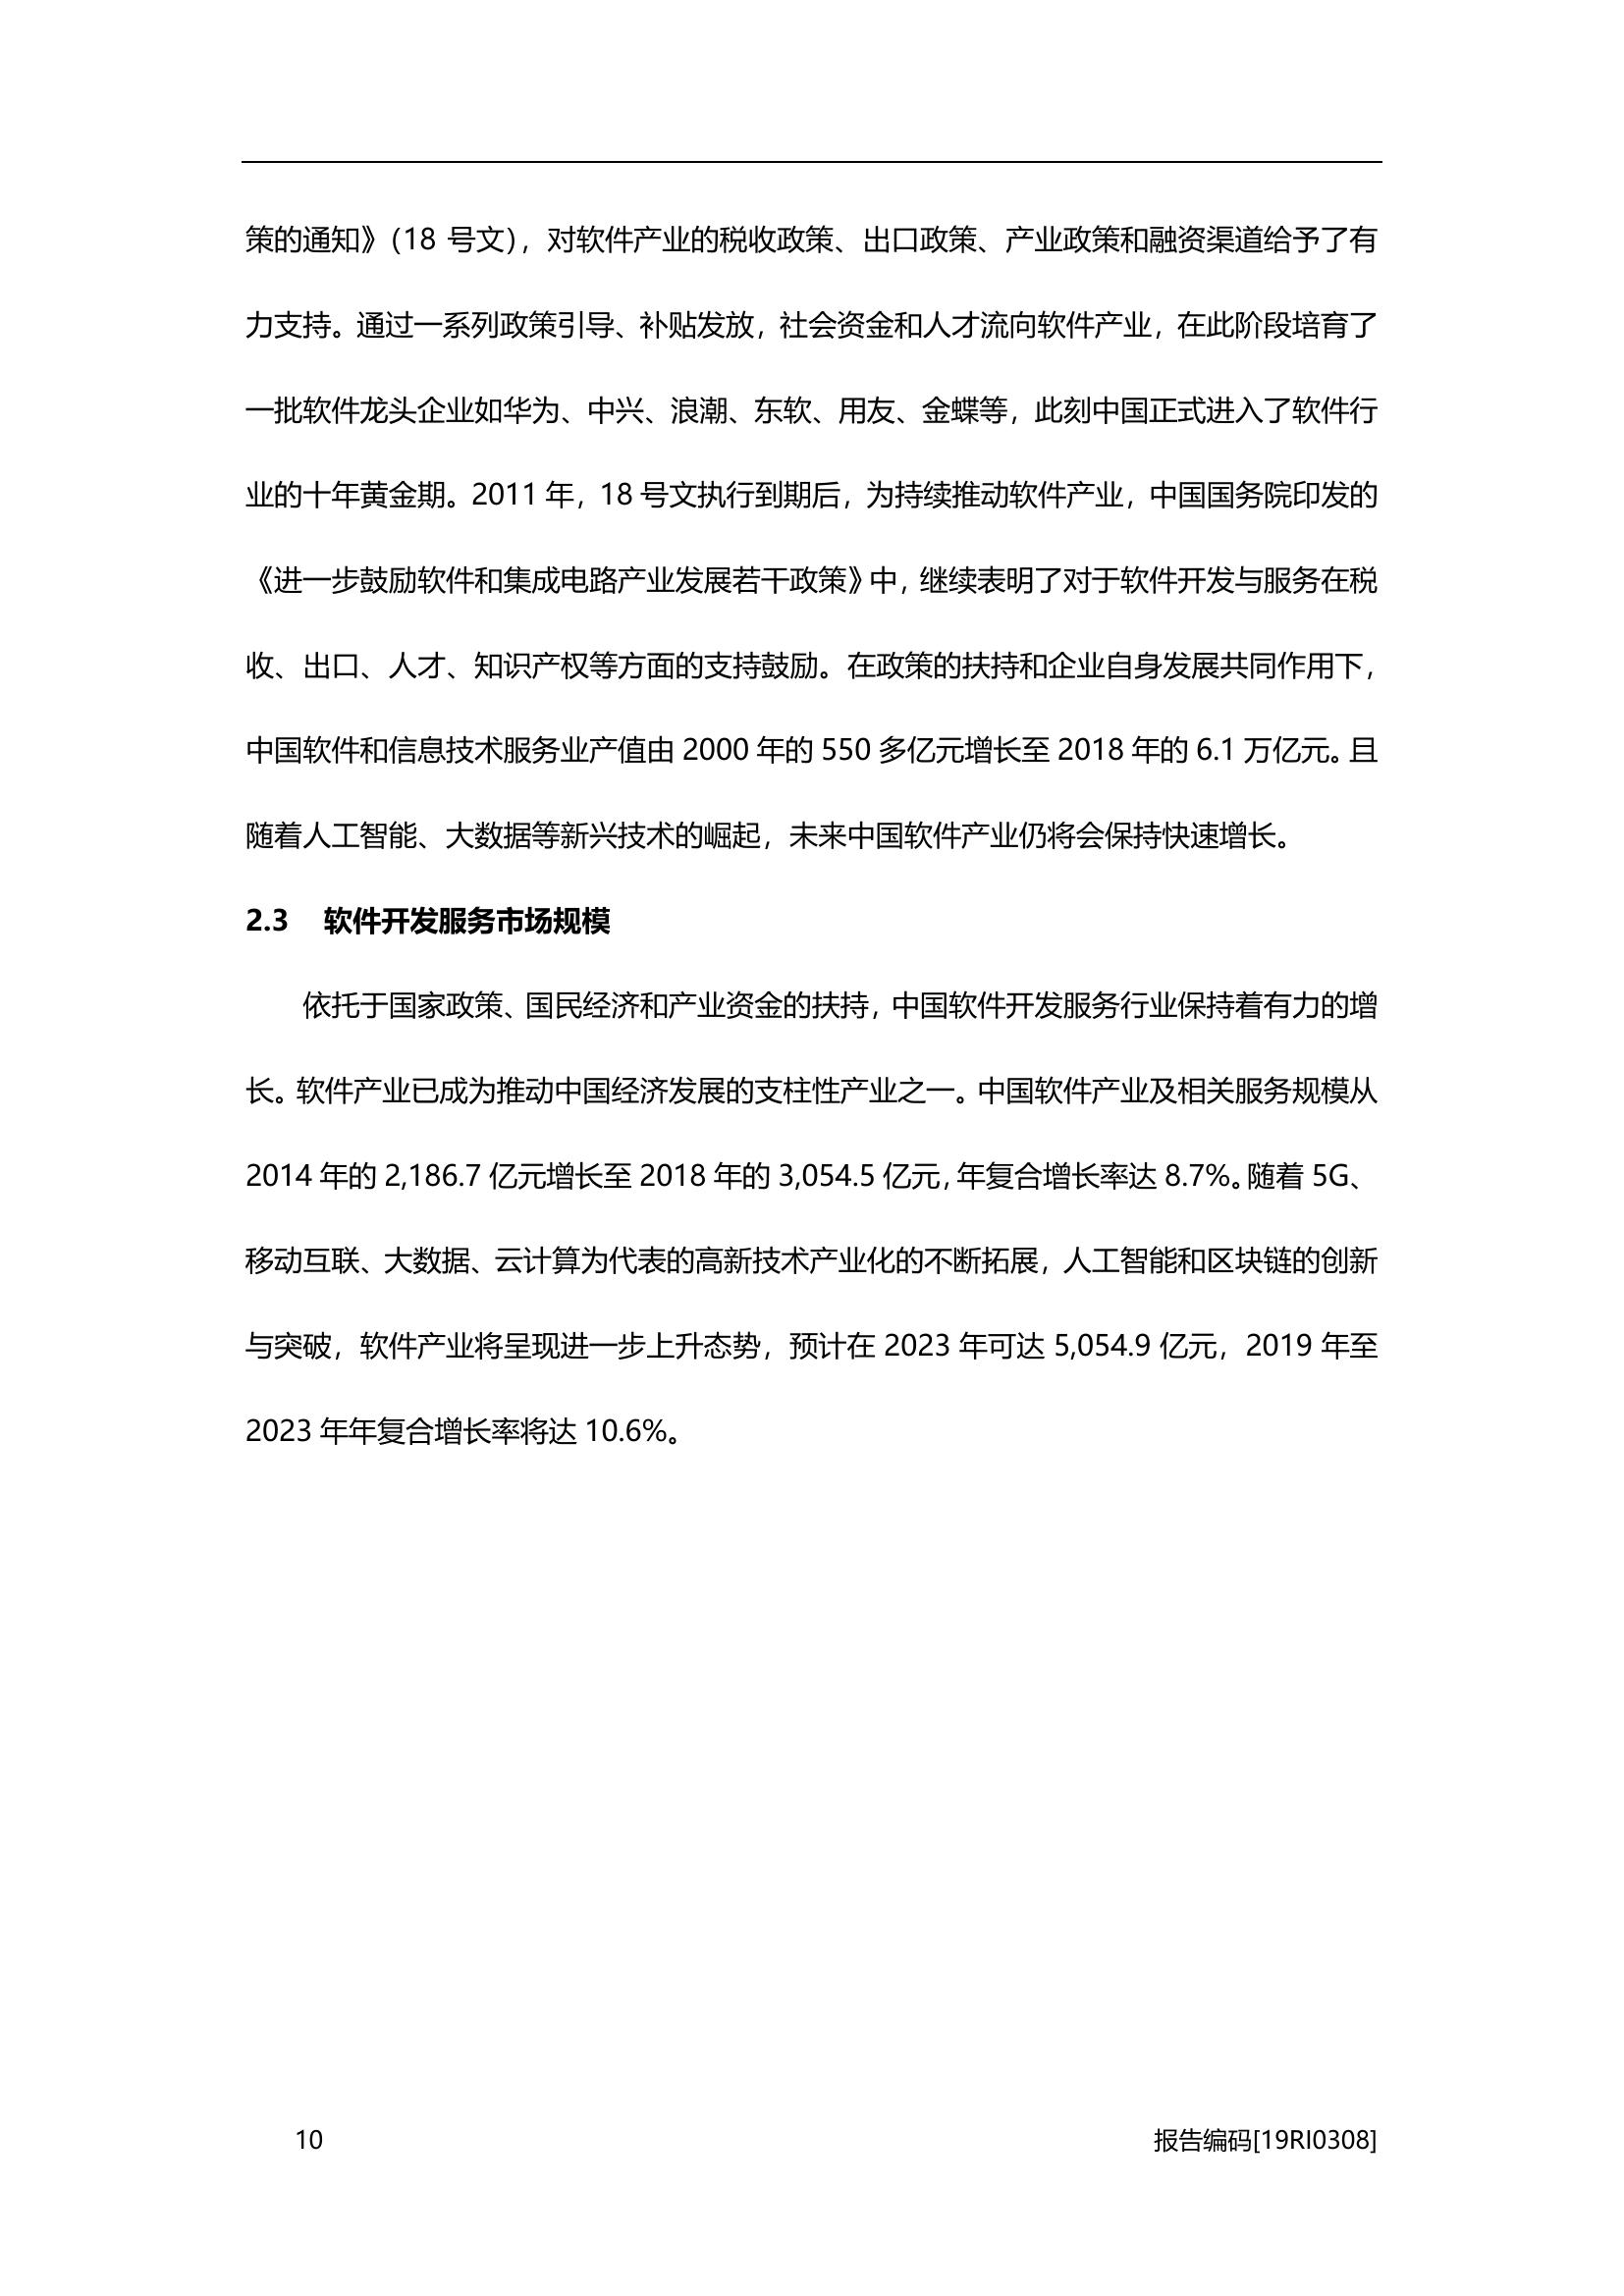 策的通知》（18 号文），对软件产业的税收政策、出口政策、产业政策和融资渠道给予了有
力支持。通过一系列政策引导、补贴发放，社会资金和人才流向软件产业，在此阶段培育了
一批软件龙头企业如华为、中兴、浪潮、东软、用友、金蝶等，此刻中国正式进入了软件行
业的十年黄金期。2011 年，18 号文执行到期后，为持续推动软件产业，中国国务院印发的
《进一步鼓励软件和集成电路产业发展若干政策》中，继续表明了对于软件开发与服务在税
收、出口、人才、知识产权等方面的支持鼓励。在政策的扶持和企业自身发展共同作用下，
中国软件和信息技术服务业产值由 2000 年的 550 多亿元增长至 2018 年的 6.1 万亿元。且
随着人工智能、大数据等新兴技术的崛起，未来中国软件产业仍将会保持快速增长。
2.3 软件开发服务市场规模
依托于国家政策、国民经济和产业资金的扶持，中国软件开发服务行业保持着有力的增
长。软件产业已成为推动中国经济发展的支柱性产业之一。中国软件产业及相关服务规模从
2014 年的 2,186.7 亿元增长至 2018 年的 3,054.5 亿元，年复合增长率达 8.7%。随着 5G、
移动互联、大数据、云计算为代表的高新技术产业化的不断拓展，人工智能和区块链的创新
与突破，软件产业将呈现进一步上升态势，预计在 2023 年可达 5,054.9 亿元，2019 年至
2023 年年复合增长率将达 10.6%。
10 报告编码[19RI0308]